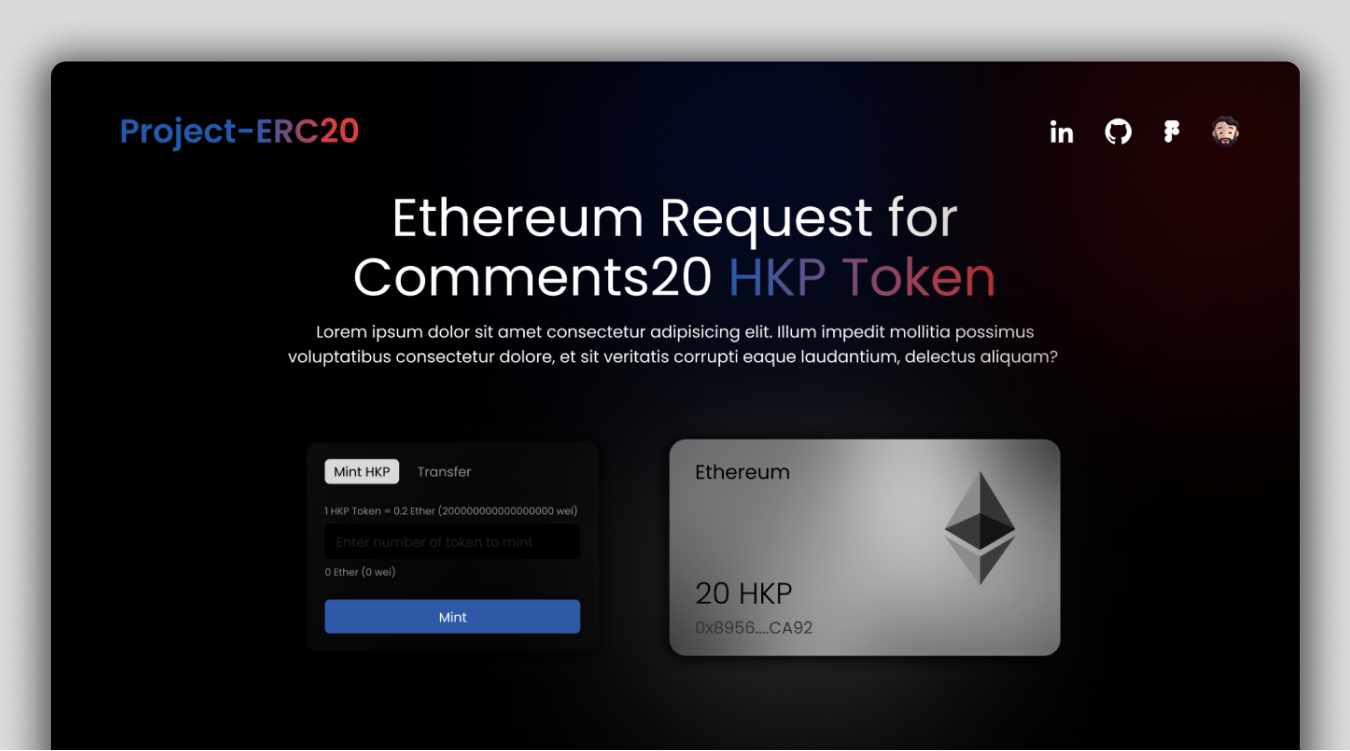 Project-ERC20
in
Ethereum Request for
Comments20 HKP Token
Lorem ipsum dolor sit amet consectetur adipisicing elit. Illum impedit mollitia possimus
voluptatibus consectetur dolore, et sit veritatis corrupti eaque laudantium, delectus aliquam?
Mint HKP Transfer
1 HKP Token = 0.2 Ether (200000000000000000 wei)
Enter number of token to mint
0 Ether (0 wei)
Mint
Ethereum
20 HKP
0x8956....CA92